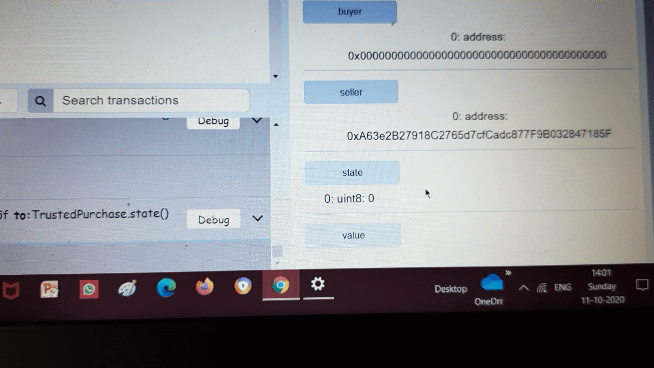 buyer
0: address:
0x0000000000000000000000000000000000000000
seller
0: address:
0xA63e2B27918C2765d7cfCadc877F9B032847185F
state
0: uint8: 0
value
Search transactions
Debug
to: TrustedPurchase.state()
Debug
Desktop
OneDri
ENG
14:01
Sunday
11-10-2020